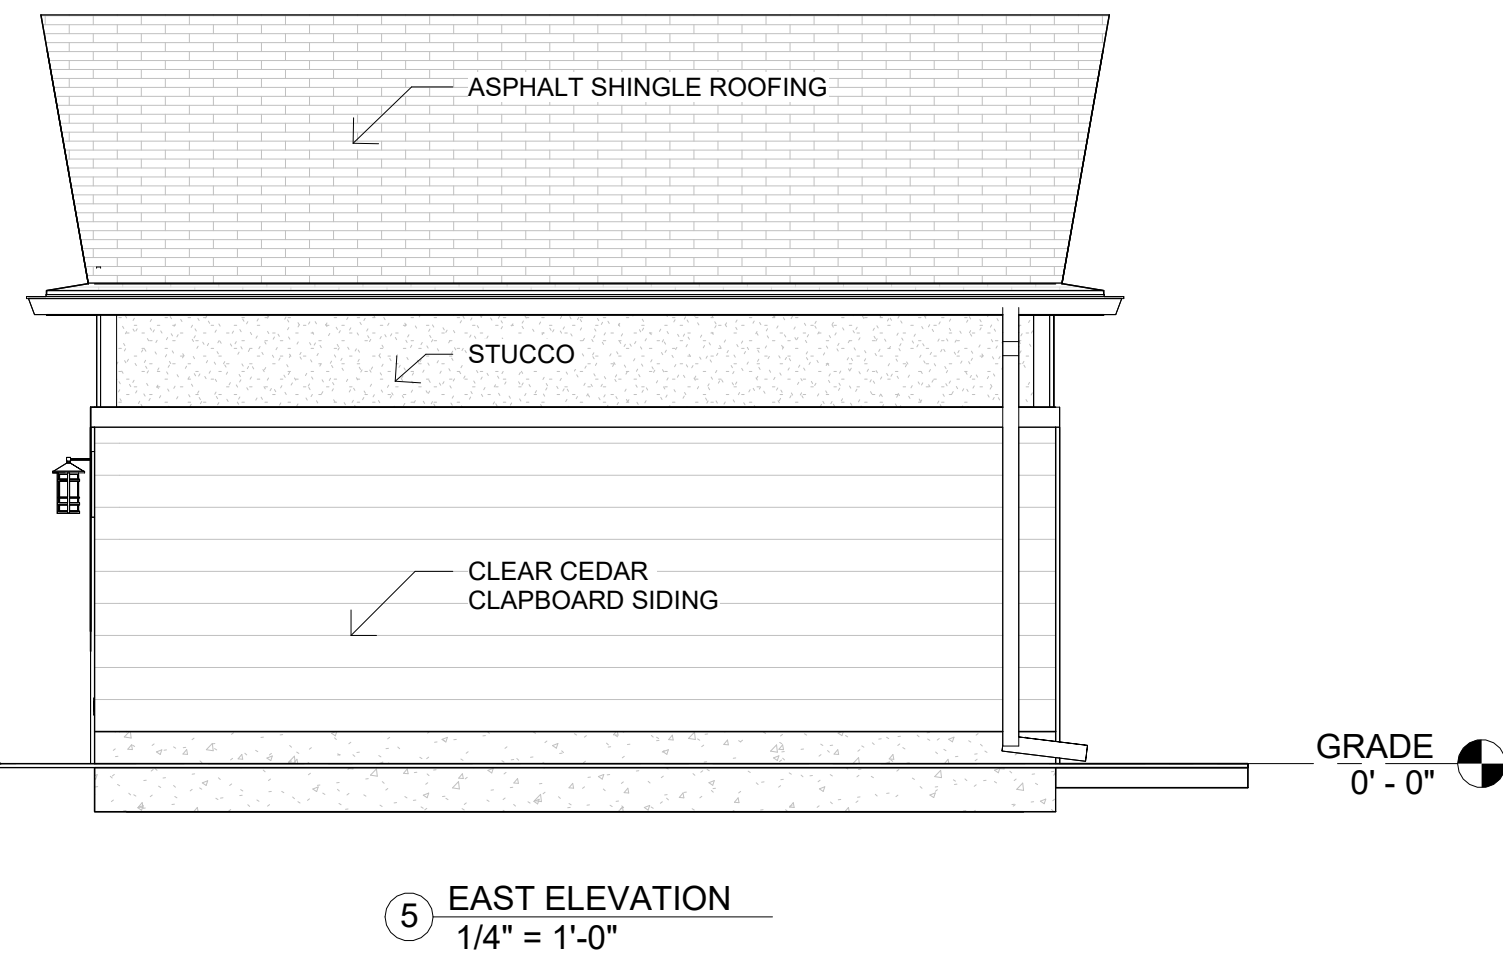 ASPHALT SHINGLE ROOFING
STUCCO
CLEAR CEDAR
CLAPBOARD SIDING
GRADE
0' - 0"
5
EAST ELEVATION
1/4" = 1'-0"